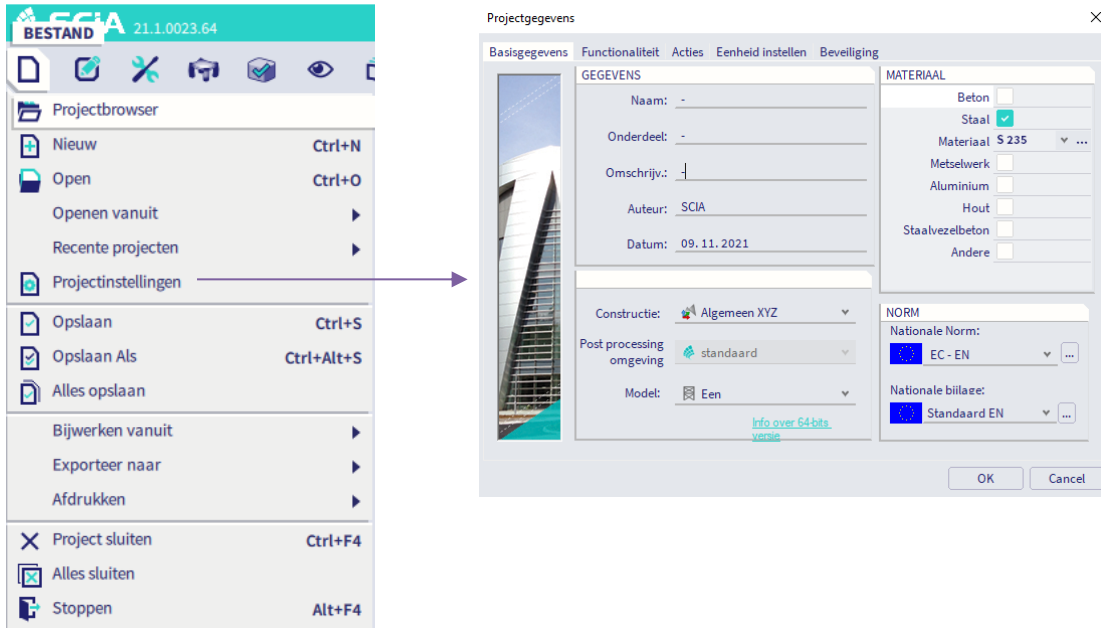 SCIA 21.1.0023.64
BESTAND
Projectbrowser
Nieuw Ctrl+N
Open Ctrl+O
Openen vanuit
Recente projecten
Projectinstellingen
Opslaan Ctrl+S
Opslaan Als Ctrl+Alt+S
Alles opslaan
Bijwerken vanuit
Exporteer naar
Afdrukken
Project sluiten Ctrl+F4
Alles sluiten
Stoppen Alt+F4
Projectgegevens
Basisgegevens Functionaliteit Acties Eenheid instellen Beveiliging
GEGEVENS
Naam: -
Onderdeel: -
Omschrijv.: -
Auteur: SCIA
Datum: 09. 11. 2021
Constructie: Algemeen XYZ
Post processing
omgeving standaard
Model: Een
Info over 64-bits
versie
MATERIAAL
Beton
Staal
Materiaal S 235 ...
Metselwerk
Aluminium
Hout
Staalvezelbeton
Andere
NORM
Nationale Norm:
EC - EN ...
Nationale bijlage:
Standaard EN ...
OK Cancel